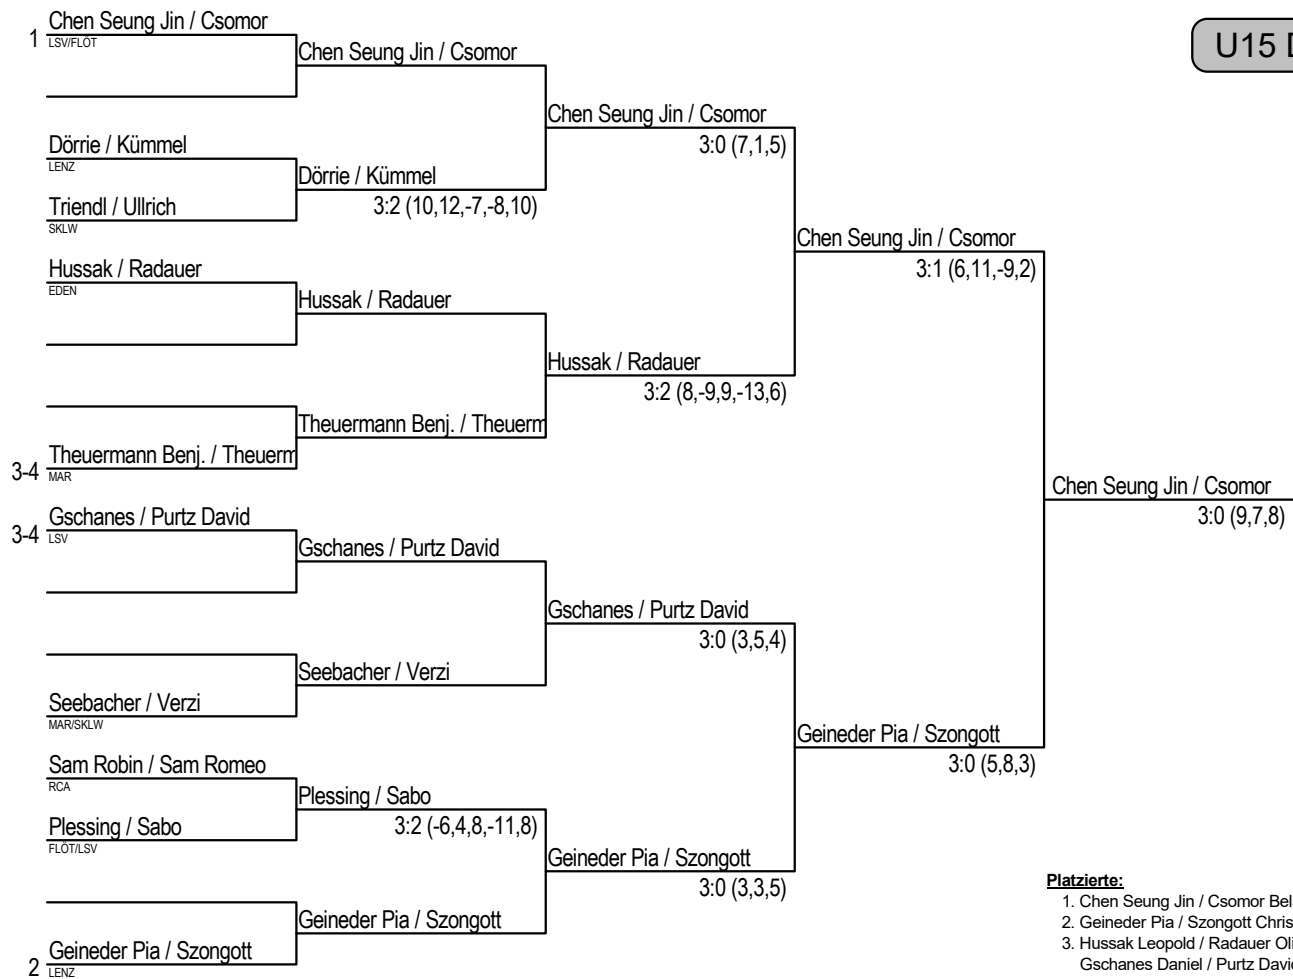 U15 D
1 Chen Seung Jin / Csomor
LSV/FLÖT
Chen Seung Jin / Csomor
Chen Seung Jin / Csomor
3:0 (7,1,5)
Dörrie / Kümmel
LENZ
Dörrie / Kümmel
3:2 (10,12,-7,-8,10)
Triendl / Ullrich
SKLW
Chen Seung Jin / Csomor
3:1 (6,11,-9,2)
Hussak / Radauer
EDEN
Hussak / Radauer
Hussak / Radauer
3:2 (8,-9,9,-13,6)
Theuermann Benj. / Theuerm
3-4 Theuermann Benj. / Theuerm
MAR
Chen Seung Jin / Csomor
3:0 (9,7,8)
3-4 Gschanes / Purtz David
LSV
Gschanes / Purtz David
Gschanes / Purtz David
3:0 (3,5,4)
Seebacher / Verzi
Seebacher / Verzi
MAR/SKLW
Geineder Pia / Szongott
3:0 (5,8,3)
Sam Robin / Sam Romeo
RCA
Plessing / Sabo
3:2 (-6,4,8,-11,8)
Plessing / Sabo
FLÖT/LSV
Geineder Pia / Szongott
3:0 (3,3,5)
Geineder Pia / Szongott
2 Geineder Pia / Szongott
LENZ
Platzierte:
1. Chen Seung Jin / Csomor Bel
2. Geineder Pia / Szongott Chris
3. Hussak Leopold / Radauer Oli
Gschanes Daniel / Purtz David